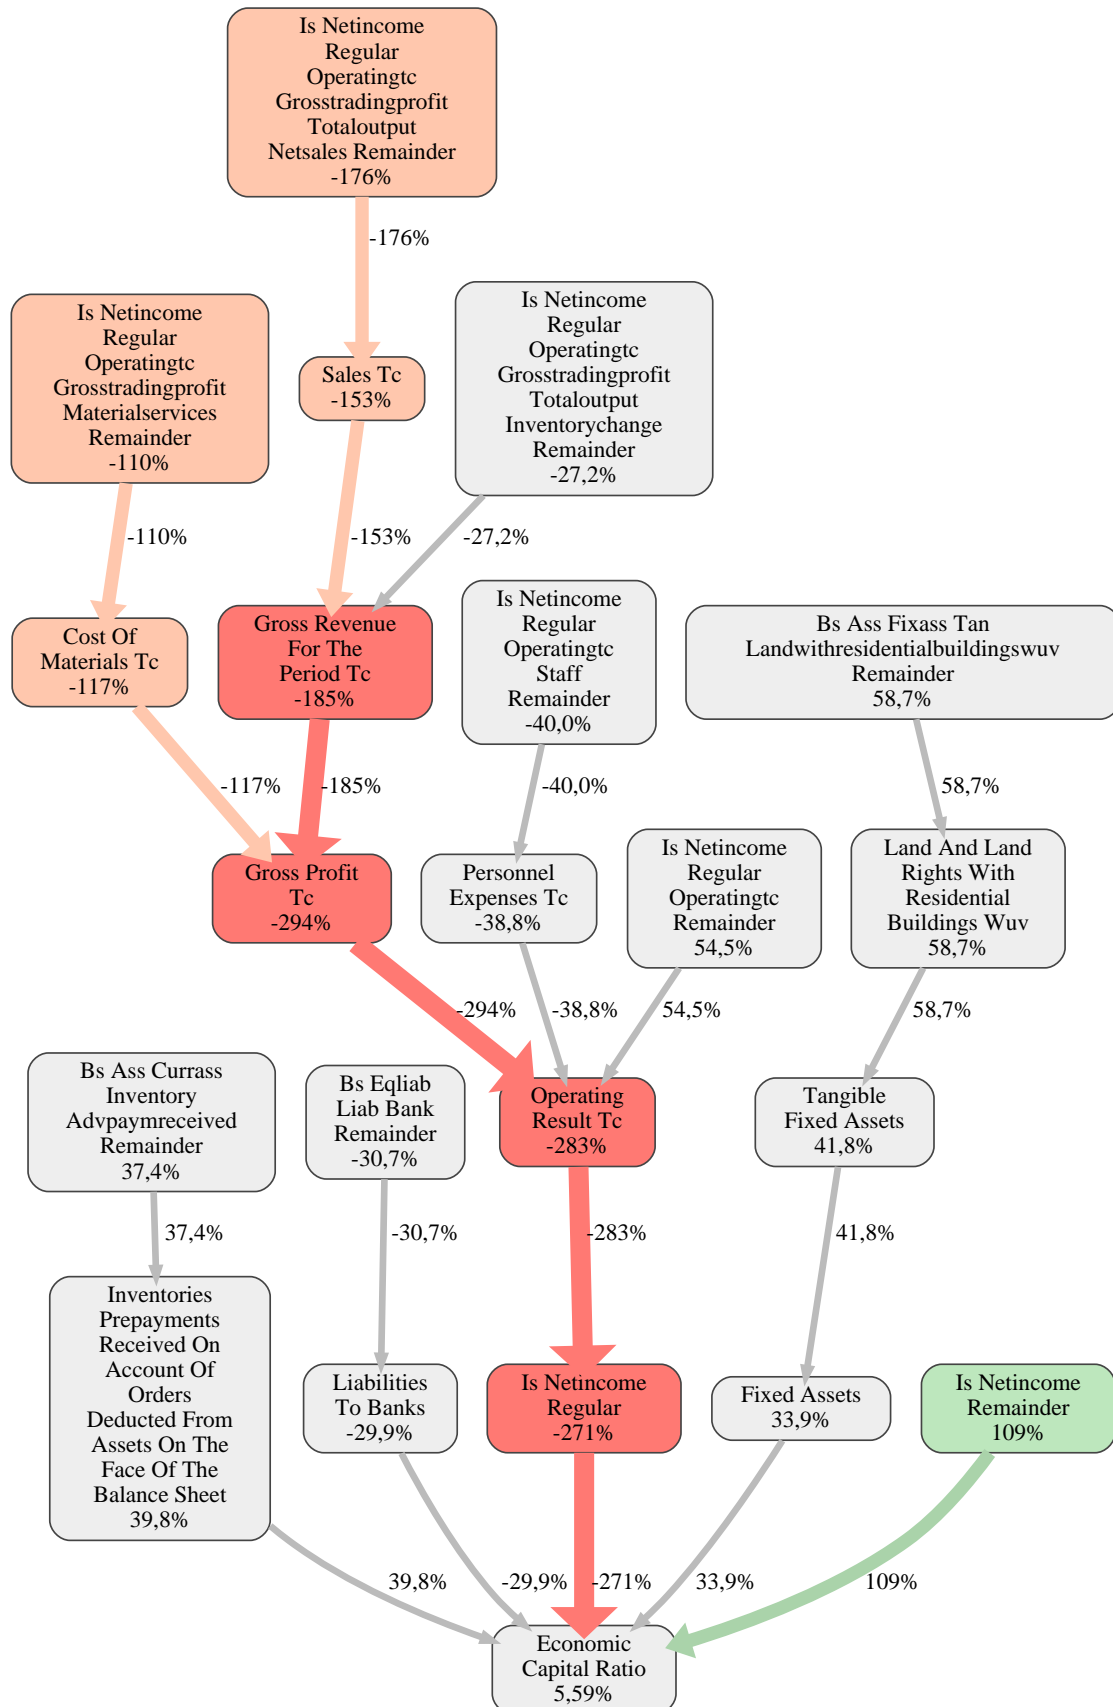 Is Netincome
Regular
Operatingtc
Grosstradingprofit
Totaloutput
Netsales Remainder
-176%
-176%
Is Netincome
Regular
Operatingtc
Grosstradingprofit
Materialservices
Remainder
-110%
Sales Tc
-153%
Is Netincome
Regular
Operatingtc
Grosstradingprofit
Totaloutput
Inventorychange
Remainder
-27,2%
-110%
-153%
-27,2%
Cost Of
Materials Tc
-117%
Gross Revenue
For The
Period Tc
-185%
Is Netincome
Regular
Operatingtc
Staff
Remainder
-40,0%
Bs Ass Fixass Tan
Landwithresidentialbuildingswuv
Remainder
58,7%
-117%
-185%
-40,0%
58,7%
Gross Profit
Tc
-294%
Personnel
Expenses Tc
-38,8%
Is Netincome
Regular
Operatingtc
Remainder
54,5%
Land And Land
Rights With
Residential
Buildings Wuv
58,7%
-294%
-38,8%
54,5%
58,7%
Bs Ass Currass
Inventory
Advpaymreceived
Remainder
37,4%
Bs Eqliab
Liab Bank
Remainder
-30,7%
Operating
Result Tc
-283%
Tangible
Fixed Assets
41,8%
37,4%
-30,7%
-283%
41,8%
Inventories
Prepayments
Received On
Account Of
Orders
Deducted From
Assets On The
Face Of The
Balance Sheet
39,8%
Liabilities
To Banks
-29,9%
Is Netincome
Regular
-271%
Fixed Assets
33,9%
Is Netincome
Remainder
109%
39,8%
-29,9%
-271%
33,9%
109%
Economic
Capital Ratio
5,59%